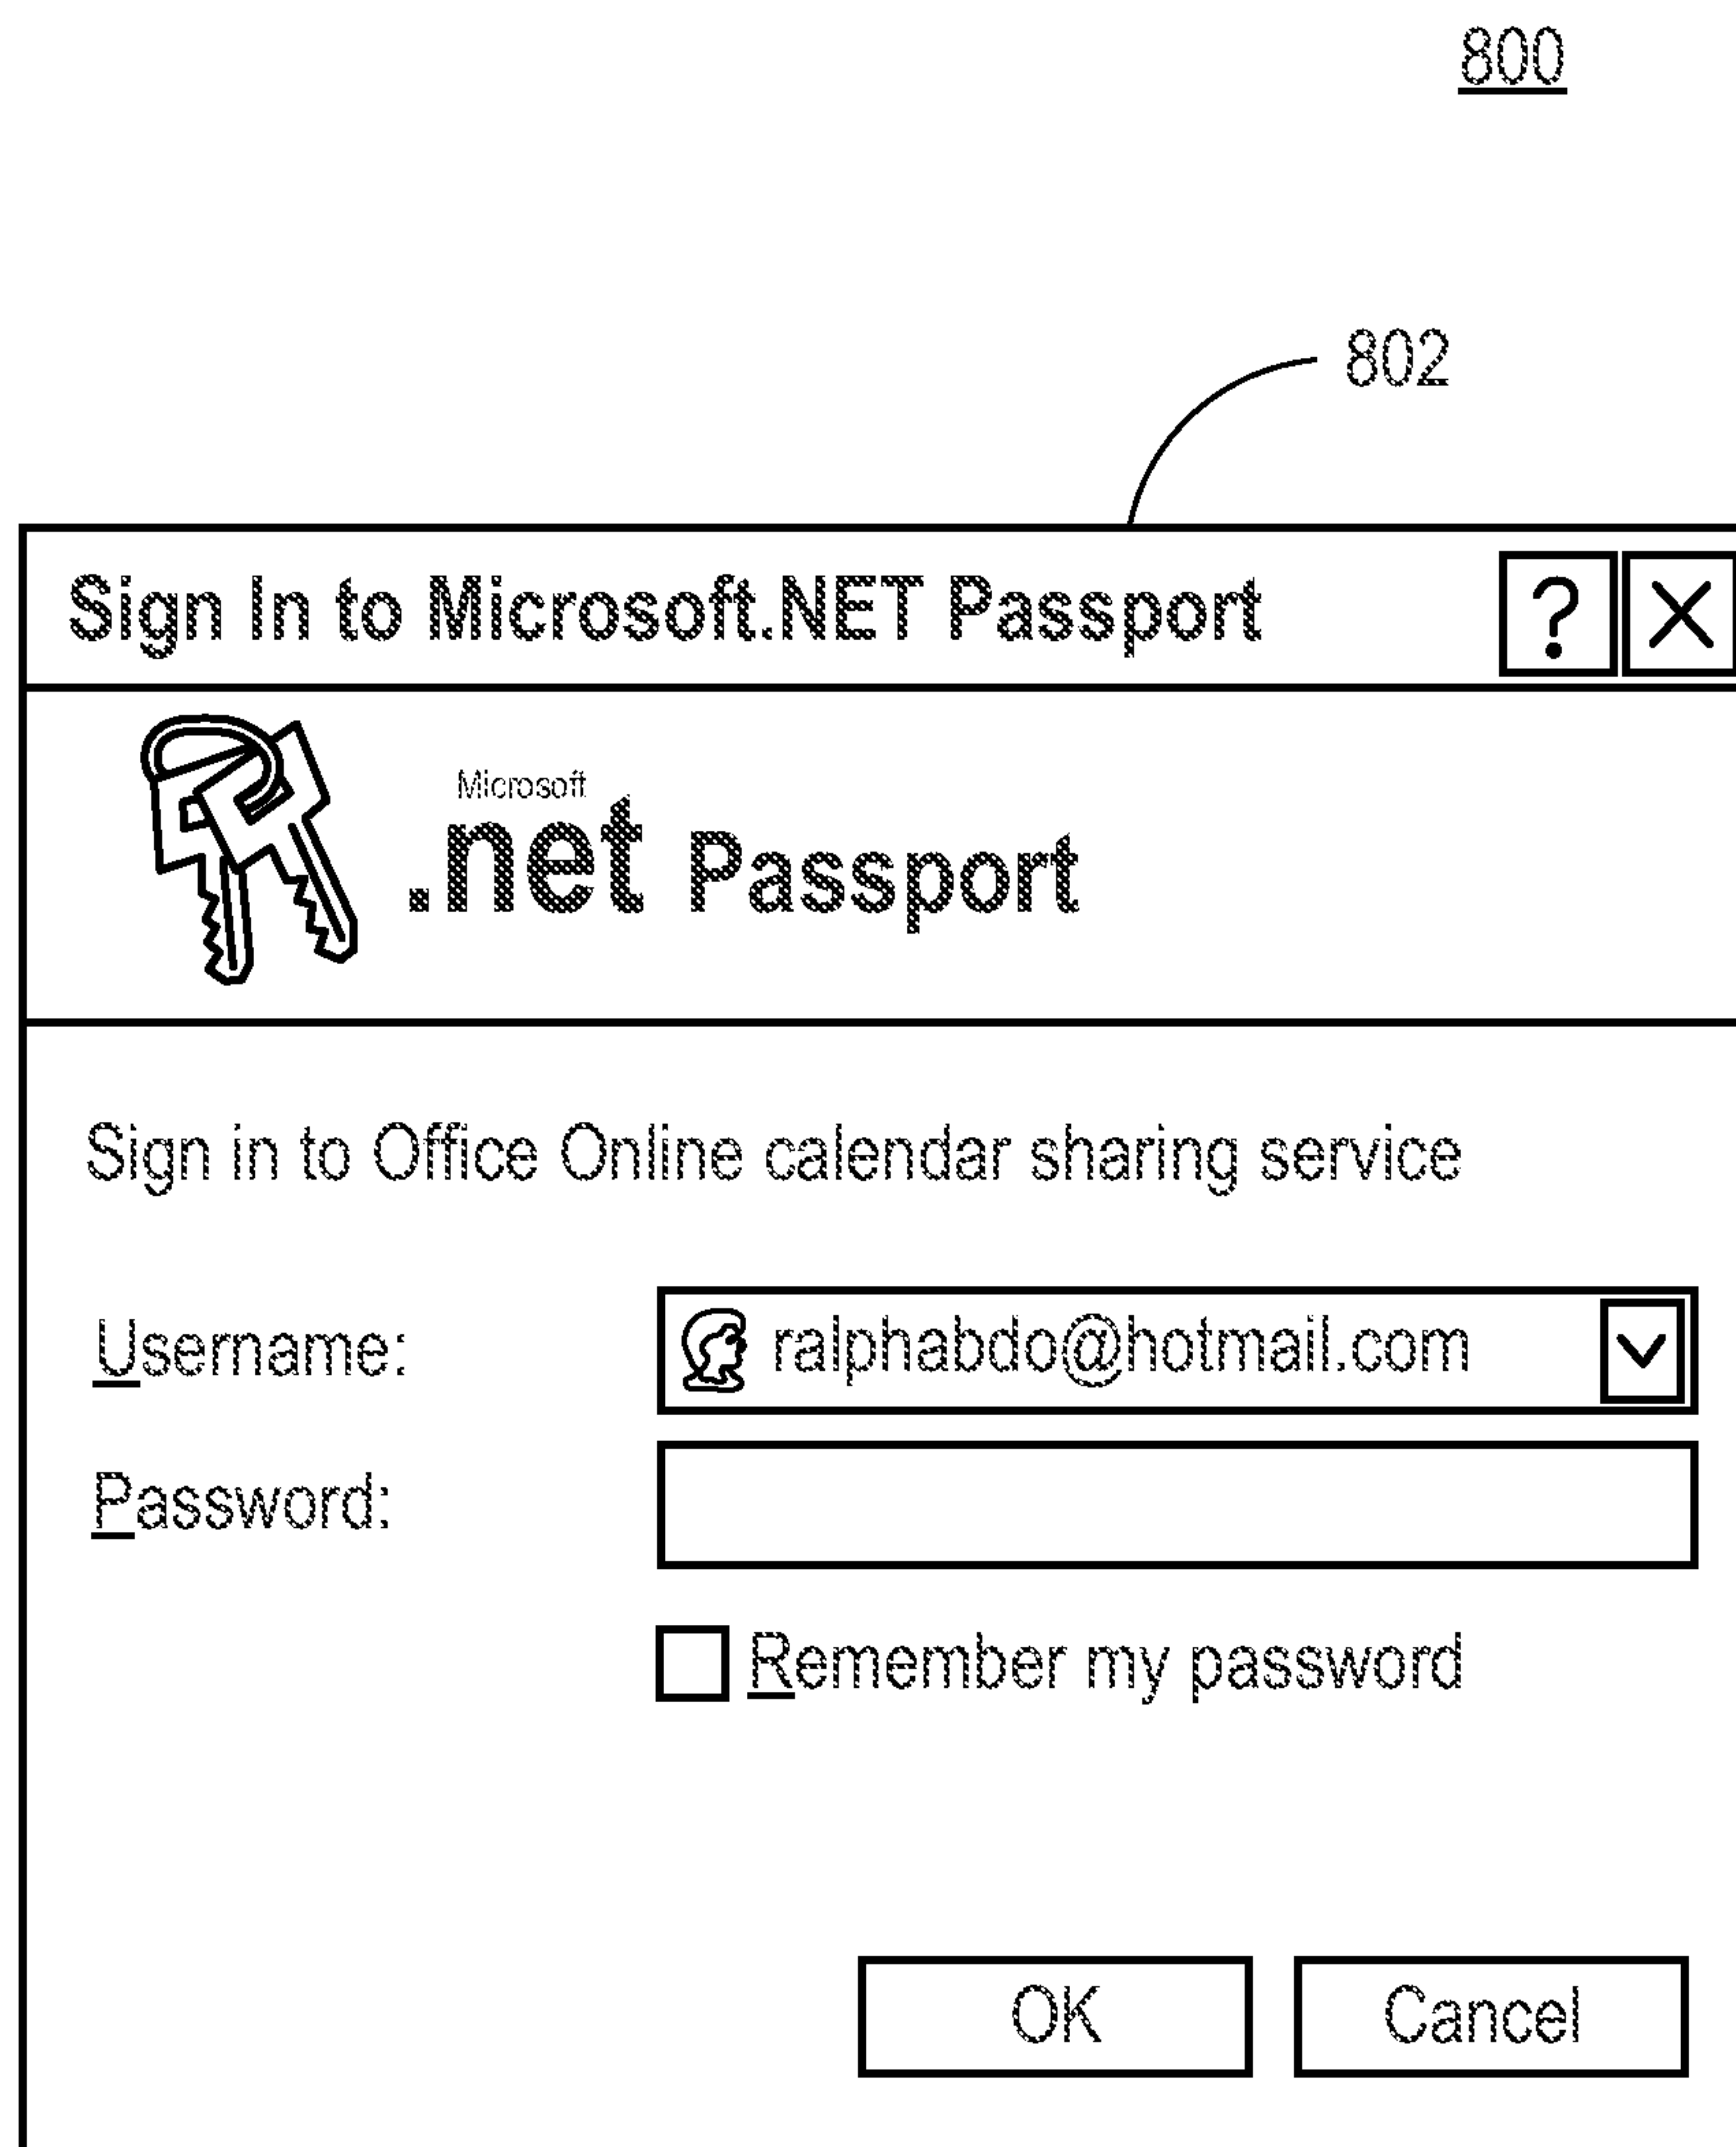 800
802
Sign In to Microsoft.NET Passport ? X
Microsoft
.net Passport
Sign in to Office Online calendar sharing service
Username: ralphabdo@hotmail.com
Password:
Remember my password
OK Cancel